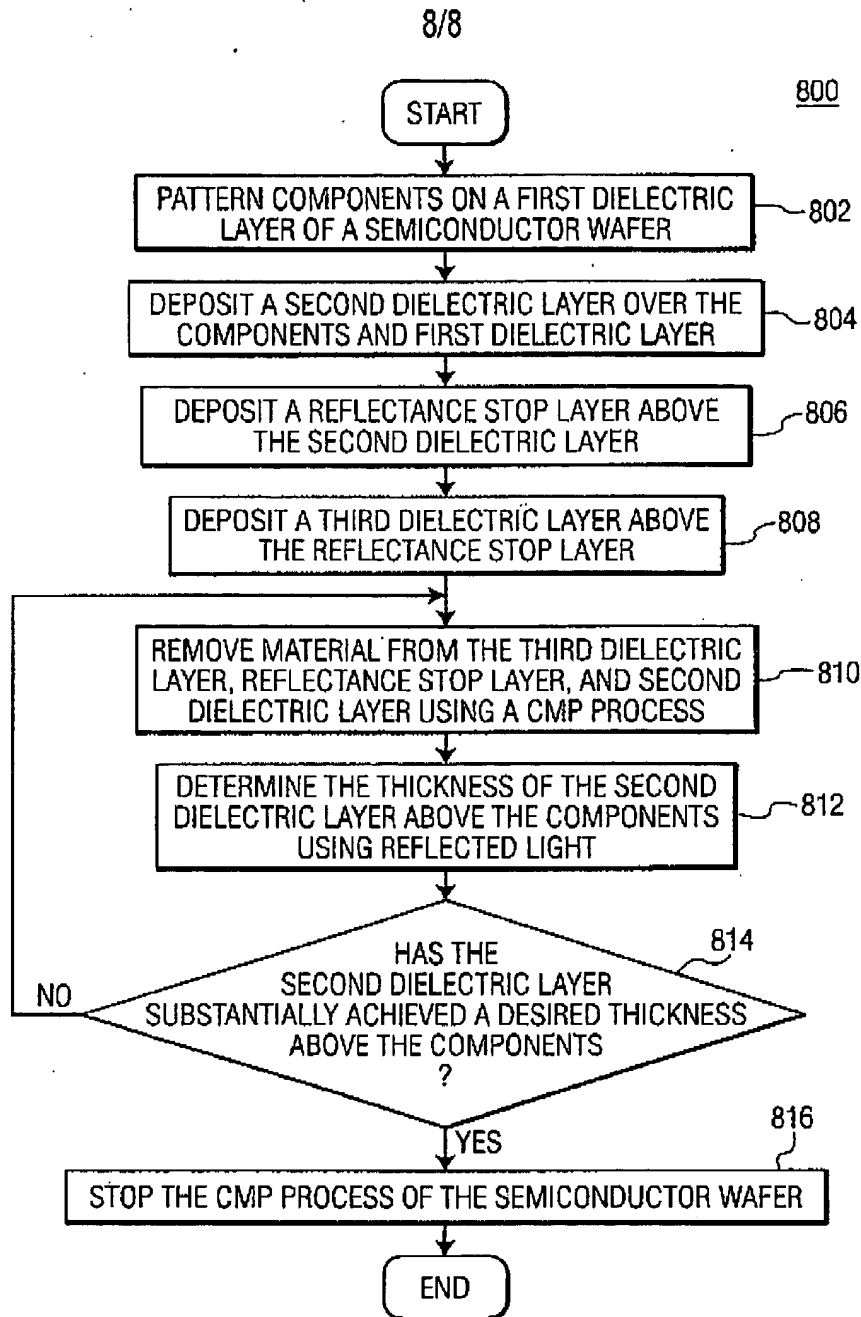 8/8
800
START
PATTERN COMPONENTS ON A FIRST DIELECTRIC
LAYER OF A SEMICONDUCTOR WAFER
802
DEPOSIT A SECOND DIELECTRIC LAYER OVER THE
COMPONENTS AND FIRST DIELECTRIC LAYER
804
DEPOSIT A REFLECTANCE STOP LAYER ABOVE
THE SECOND DIELECTRIC LAYER
806
DEPOSIT A THIRD DIELECTRIC LAYER ABOVE
THE REFLECTANCE STOP LAYER
808
REMOVE MATERIAL FROM THE THIRD DIELECTRIC
LAYER, REFLECTANCE STOP LAYER, AND SECOND
DIELECTRIC LAYER USING A CMP PROCESS
810
DETERMINE THE THICKNESS OF THE SECOND
DIELECTRIC LAYER ABOVE THE COMPONENTS
USING REFLECTED LIGHT
812
HAS THE
SECOND DIELECTRIC LAYER
SUBSTANTIALLY ACHIEVED A DESIRED THICKNESS
ABOVE THE COMPONENTS
?
814
NO
YES
STOP THE CMP PROCESS OF THE SEMICONDUCTOR WAFER
816
END